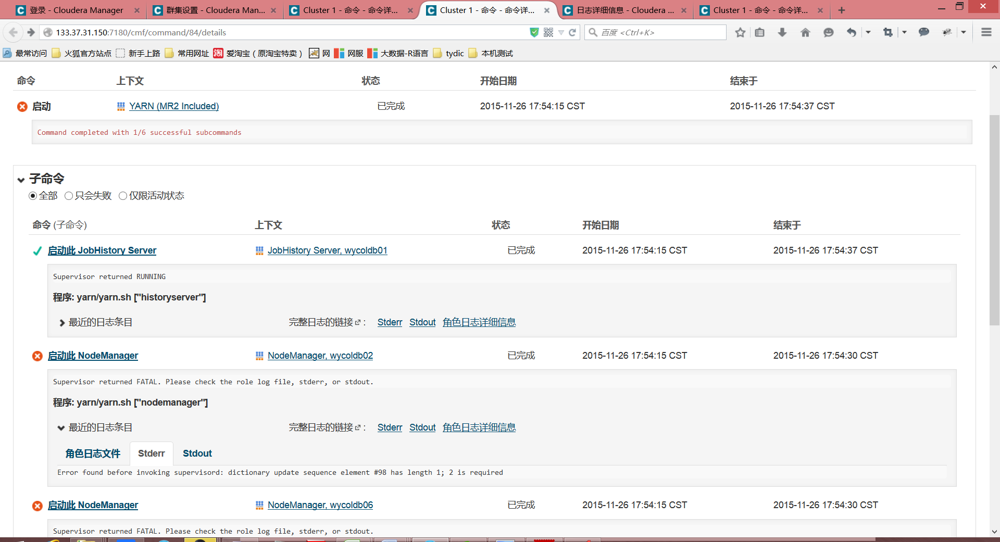 登录 - Cloudera Manager
群集设置 - Cloudera Man...
Cluster 1 - 命令 - 命令详...
Cluster 1 - 命令 - 命令详...
日志详细信息 - Cloudera ...
Cluster 1 - 命令 - 命令详...
133.37.31.150:7180/cmf/command/84/details
百度 <Ctrl+K>
最常访问 火狐官方站点 新手上路 常用网址 淘 爱淘宝 ( 原淘宝特卖 ) 网 网服 大数据-R语言 tydic 本机测试
命令 上下文 状态 开始日期 结束于
启动 YARN (MR2 Included) 已完成 2015-11-26 17:54:15 CST 2015-11-26 17:54:37 CST
Command completed with 1/6 successful subcommands
子命令
全部 只会失败 仅限活动状态
命令 (子命令) 上下文 状态 开始日期 结束于
启动此 JobHistory Server JobHistory Server, wycoldb01 已完成 2015-11-26 17:54:15 CST 2015-11-26 17:54:37 CST
Supervisor returned RUNNING
程序: yarn/yarn.sh ["historyserver"]
最近的日志条目 完整日志的链接 : Stderr Stdout 角色日志详细信息
启动此 NodeManager NodeManager, wycoldb02 已完成 2015-11-26 17:54:15 CST 2015-11-26 17:54:30 CST
Supervisor returned FATAL. Please check the role log file, stderr, or stdout.
程序: yarn/yarn.sh ["nodemanager"]
最近的日志条目 完整日志的链接 : Stderr Stdout 角色日志详细信息
角色日志文件 Stderr Stdout
Error found before invoking supervisord: dictionary update sequence element #98 has length 1; 2 is required
启动此 NodeManager NodeManager, wycoldb06 已完成 2015-11-26 17:54:15 CST 2015-11-26 17:54:30 CST
Supervisor returned FATAL. Please check the role log file, stderr, or stdout.